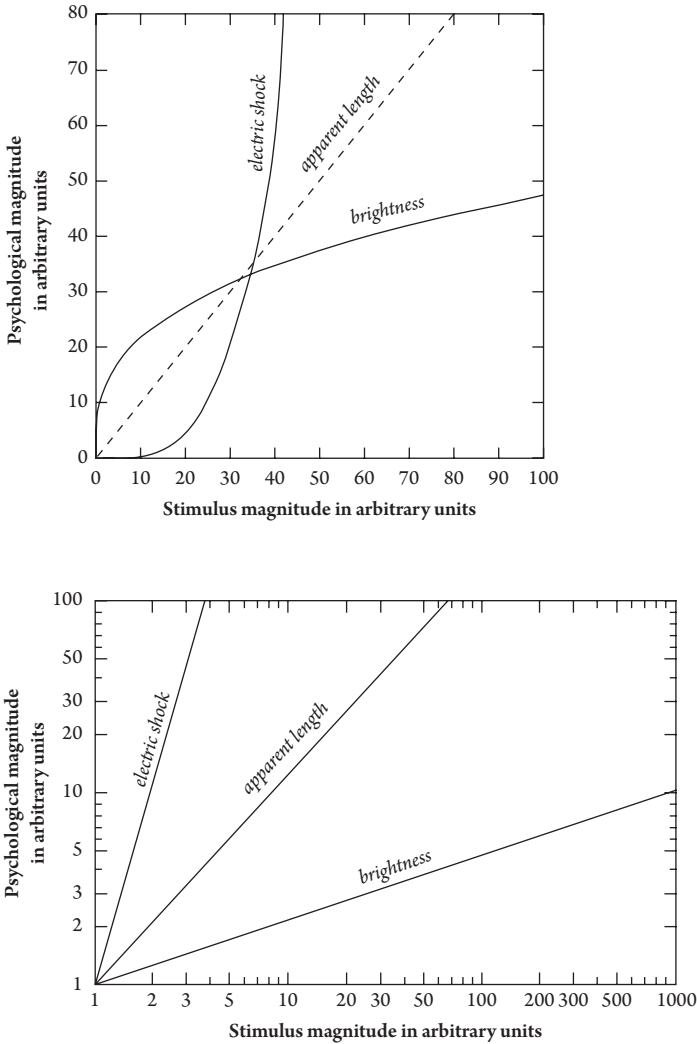 80
70
60
50
40
30
20
10
0
Psychological magnitude
in arbitrary units
electric shock
apparent length
brightness
0 10 20 30 40 50 60 70 80 90 100
Stimulus magnitude in arbitrary units
100
50
30
20
10
5
3
2
1
Psychological magnitude
in arbitrary units
electric shock
apparent length
brightness
1 2 3 5 10 20 30 50 100 200 300 500 1000
Stimulus magnitude in arbitrary units